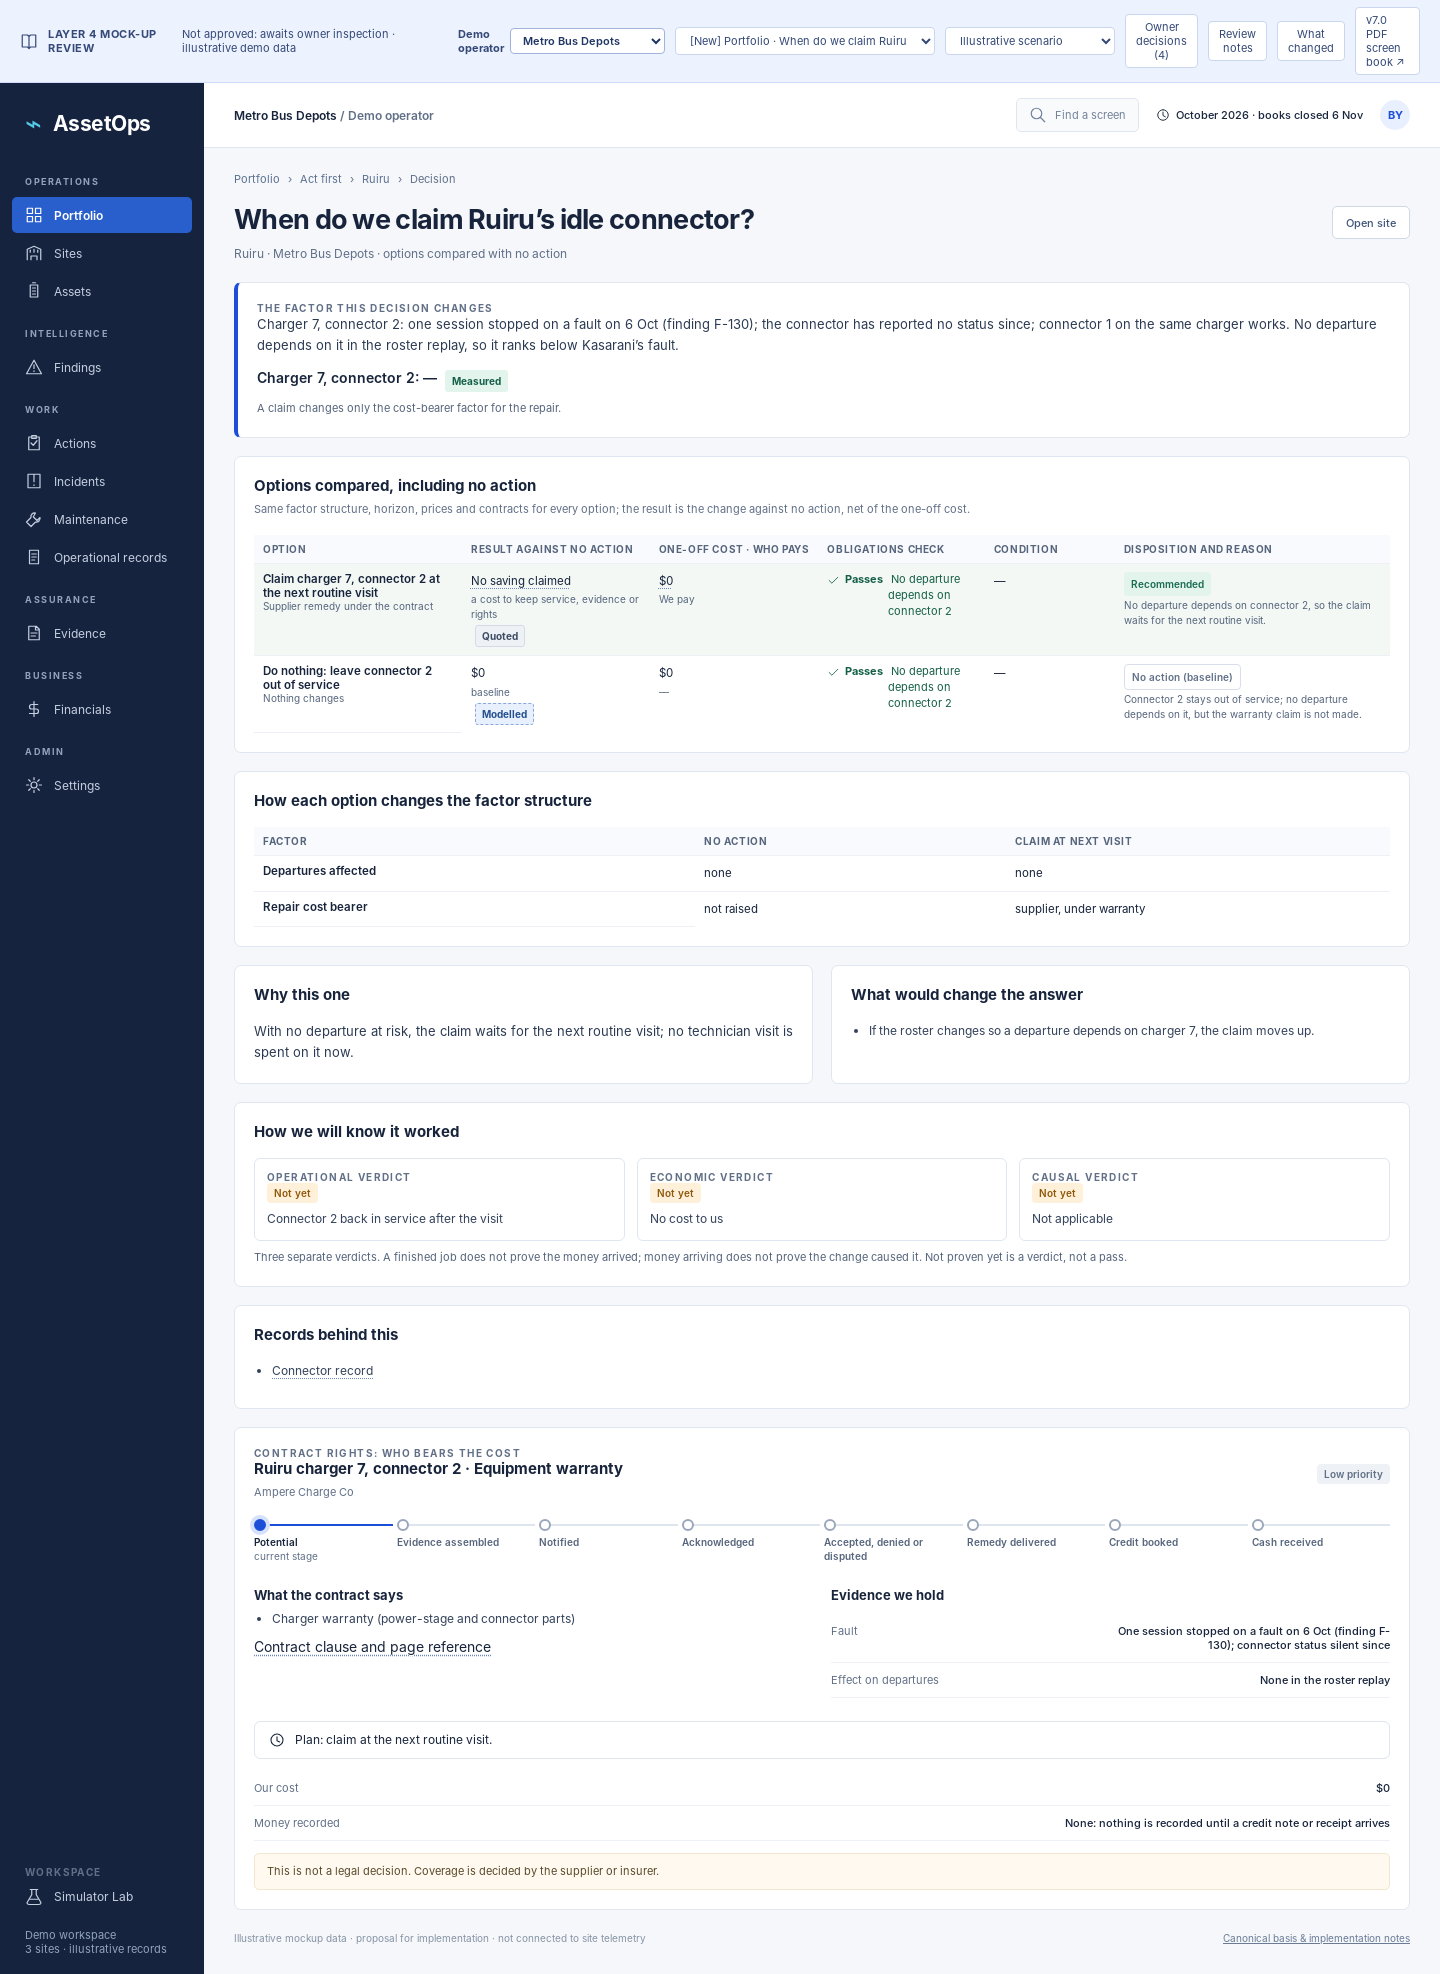 LAYER 4 MOCK-UP
REVIEW
Not approved: awaits owner inspection ·
illustrative demo data
Demo
operator
Metro Bus Depots
[New] Portfolio · When do we claim Ruiru
Illustrative scenario
Owner
decisions
(4)
Review
notes
What
changed
v7.0
PDF
screen
book ↗
AssetOps
OPERATIONS
Portfolio
Sites
Assets
INTELLIGENCE
Findings
WORK
Actions
Incidents
Maintenance
Operational records
ASSURANCE
Evidence
BUSINESS
Financials
ADMIN
Settings
WORKSPACE
Simulator Lab
Demo workspace
3 sites · illustrative records
Metro Bus Depots / Demo operator
Find a screen
October 2026 · books closed 6 Nov
BY
Portfolio › Act first › Ruiru › Decision
When do we claim Ruiru’s idle connector?
Open site
Ruiru · Metro Bus Depots · options compared with no action
THE FACTOR THIS DECISION CHANGES
Charger 7, connector 2: one session stopped on a fault on 6 Oct (finding F-130); the connector has reported no status since; connector 1 on the same charger works. No departure
depends on it in the roster replay, so it ranks below Kasarani’s fault.
Charger 7, connector 2: — Measured
A claim changes only the cost-bearer factor for the repair.
Options compared, including no action
Same factor structure, horizon, prices and contracts for every option; the result is the change against no action, net of the one-off cost.
OPTION RESULT AGAINST NO ACTION ONE-OFF COST · WHO PAYS OBLIGATIONS CHECK CONDITION DISPOSITION AND REASON
Claim charger 7, connector 2 at
the next routine visit
Supplier remedy under the contract
No saving claimed
a cost to keep service, evidence or
rights
Quoted
$0
We pay
Passes No departure
depends on
connector 2
—
Recommended
No departure depends on connector 2, so the claim
waits for the next routine visit.
Do nothing: leave connector 2
out of service
Nothing changes
$0
baseline
Modelled
$0
—
Passes No departure
depends on
connector 2
—
No action (baseline)
Connector 2 stays out of service; no departure
depends on it, but the warranty claim is not made.
How each option changes the factor structure
FACTOR NO ACTION CLAIM AT NEXT VISIT
Departures affected none none
Repair cost bearer not raised supplier, under warranty
Why this one
With no departure at risk, the claim waits for the next routine visit; no technician visit is
spent on it now.
What would change the answer
• If the roster changes so a departure depends on charger 7, the claim moves up.
How we will know it worked
OPERATIONAL VERDICT
Not yet
Connector 2 back in service after the visit
ECONOMIC VERDICT
Not yet
No cost to us
CAUSAL VERDICT
Not yet
Not applicable
Three separate verdicts. A finished job does not prove the money arrived; money arriving does not prove the change caused it. Not proven yet is a verdict, not a pass.
Records behind this
• Connector record
CONTRACT RIGHTS: WHO BEARS THE COST
Ruiru charger 7, connector 2 · Equipment warranty
Low priority
Ampere Charge Co
Potential
current stage
Evidence assembled
Notified
Acknowledged
Accepted, denied or
disputed
Remedy delivered
Credit booked
Cash received
What the contract says
• Charger warranty (power-stage and connector parts)
Contract clause and page reference
Evidence we hold
Fault One session stopped on a fault on 6 Oct (finding F-
130); connector status silent since
Effect on departures None in the roster replay
Plan: claim at the next routine visit.
Our cost $0
Money recorded None: nothing is recorded until a credit note or receipt arrives
This is not a legal decision. Coverage is decided by the supplier or insurer.
Illustrative mockup data · proposal for implementation · not connected to site telemetry
Canonical basis & implementation notes